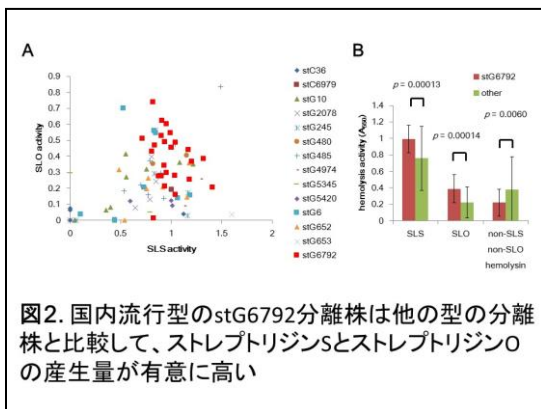 A
SLO activity
0.9
0.8
0.7
0.6
0.5
0.4
0.3
0.2
0.1
0
0 0.5 1 1.5 2
SLS activity
stC36
stC6979
stG10
stG2078
stG245
stG480
stG485
stG4974
stG5345
stG5420
stG6
stG652
stG653
stG6792
B
p = 0.00013
stG6792
other
p = 0.00014
p = 0.0060
hemolysis activity (A
1.4
1.2
1
0.8
0.6
0.4
0.2
0
SLS SLO non-SLS
non-SLO
hemolysin
図2. 国内流行型のstG6792分離株は他の型の分離
株と比較して、ストレプトリジンSとストレプトリジンO
の産生量が有意に高い